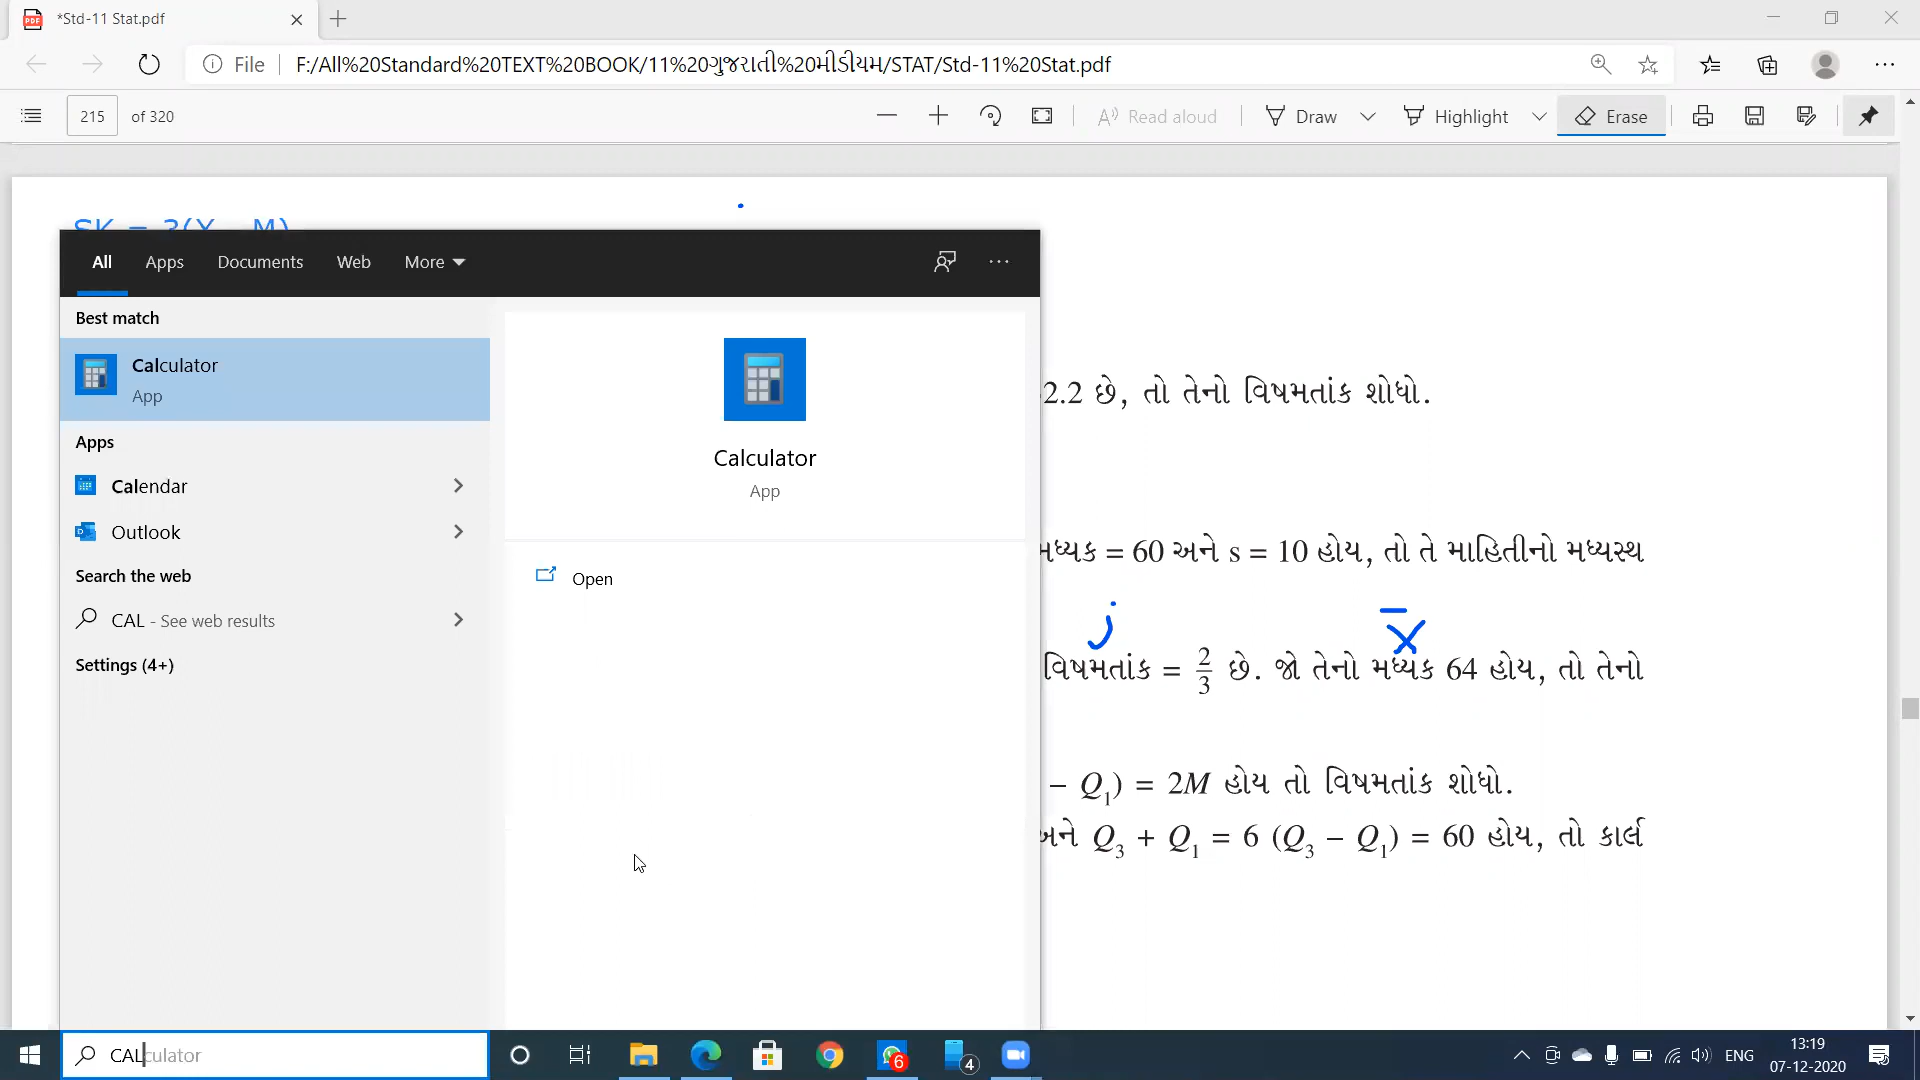 *Std-11 Stat.pdf
File
F:/All%20Standard%20TEXT%20BOOK/11%20ગુજરાતી%20મીડીયમ/STAT/Std-11%20Stat.pdf
215 of 320
Read aloud
Draw
Highlight
Erase
SK = 3(X - M)
All Apps Documents Web More
Best match
Calculator
App
Apps
Calendar
Outlook
Search the web
CAL - See web results
Settings (4+)
Calculator
App
Open
2.2 છે, તો તેનો વિષમતાંક શોધો.
મધ્યક = 60 અને s = 10 હોય, તો તે માહિતીનો મધ્યસ્થ
j x̄
વિષમતાંક = 2/3 છે. જો તેનો મધ્યક 64 હોય, તો તેનો
– Q₁) = 2M હોય તો વિષમતાંક શોધો.
અને Q₃ + Q₁ = 6 (Q₃ – Q₁) = 60 હોય, તો કાર્લ
CALculator
6
4
ENG
13:19
07-12-2020